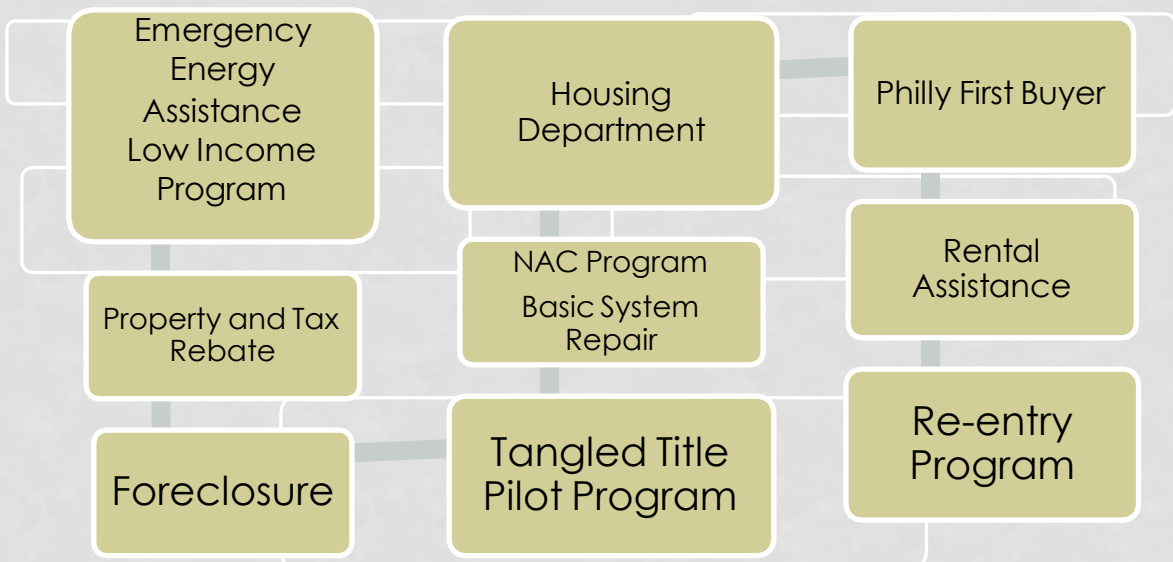 Emergency
Energy
Assistance
Low Income
Program
Property and Tax
Rebate
Foreclosure
Tangled Title
Pilot Program
NAC Program
Basic System
Repair
Housing
Department
Philly First Buyer
Rental
Assistance
Re-entry
Program